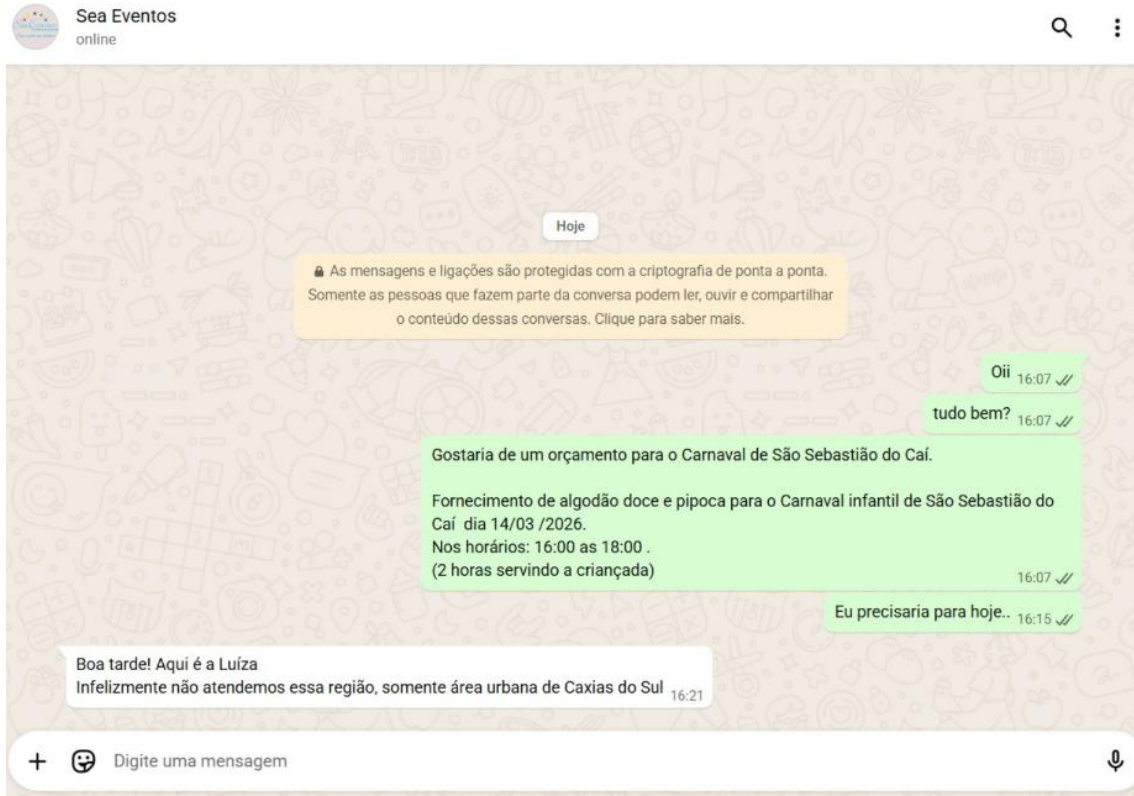 Sea Eventos
online
Hoje
As mensagens e ligações são protegidas com a criptografia de ponta a ponta.
Somente as pessoas que fazem parte da conversa podem ler, ouvir e compartilhar
o conteúdo dessas conversas. Clique para saber mais.
Oii 16:07
tudo bem? 16:07
Gostaria de um orçamento para o Carnaval de São Sebastião do Caí.
Fornecimento de algodão doce e pipoca para o Carnaval infantil de São Sebastião do
Caí dia 14/03 /2026.
Nos horários: 16:00 as 18:00 .
(2 horas servindo a criançada)
16:07
Eu precisaria para hoje.. 16:15
Boa tarde! Aqui é a Luíza
Infelizmente não atendemos essa região, somente área urbana de Caxias do Sul 16:21
Digite uma mensagem